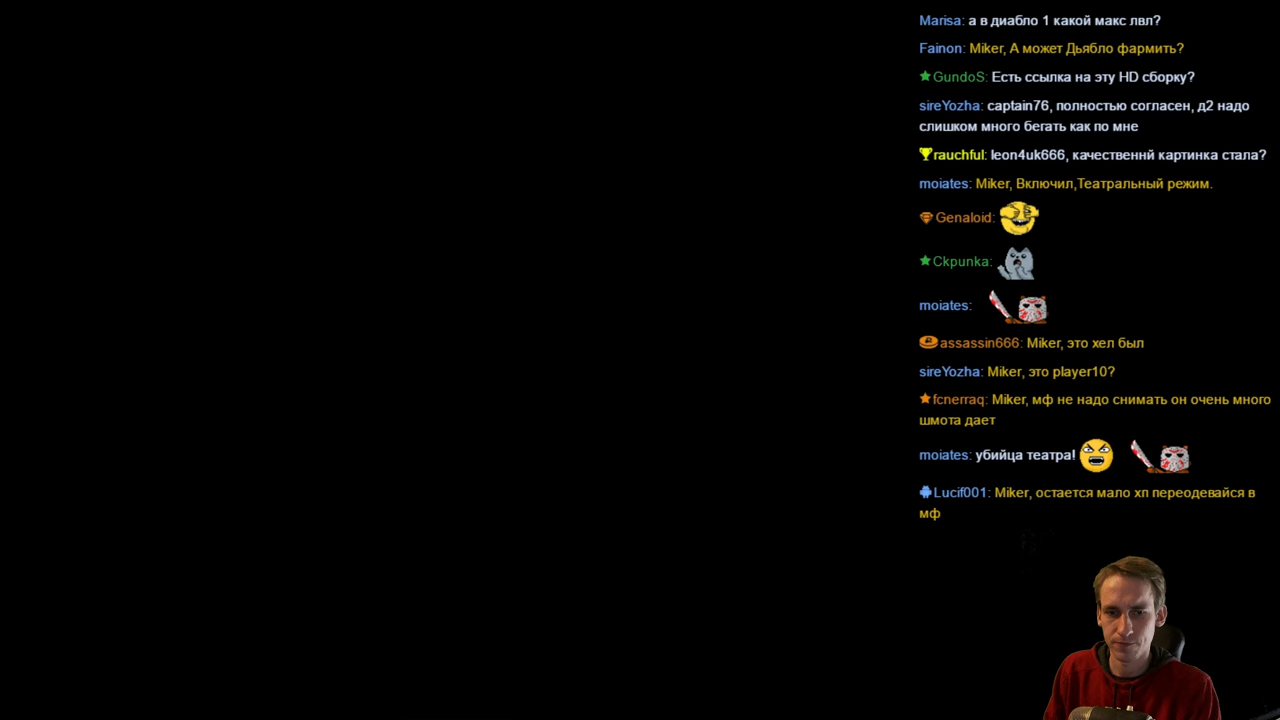 Marisa: а в диабло 1 какой макс лвл?
Fainon: Miker, А может Дьябло фармить?
GundoS: Есть ссылка на эту HD сборку?
sireYozha: captain76, полностью согласен, д2 надо
слишком много бегать как по мне
rauchful: leon4uk666, качественнй картинка стала?
moiates: Miker, Включил,Театральный режим.
Genaloid:
Ckpunka:
moiates:
assassin666: Miker, это хел был
sireYozha: Miker, это player10?
fcnerraq: Miker, мф не надо снимать он очень много
шмота дает
moiates: убийца театра!
Lucif001: Miker, остается мало хп переодевайся в
мф